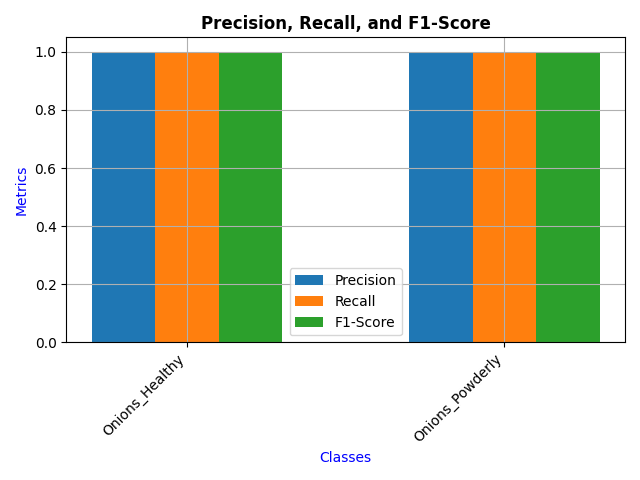 Precision, Recall, and F1-Score
Metrics
1.0
0.8
0.6
0.4
0.2
0.0
Precision
Recall
F1-Score
Onions_Healthy
Onions_Powderly
Classes